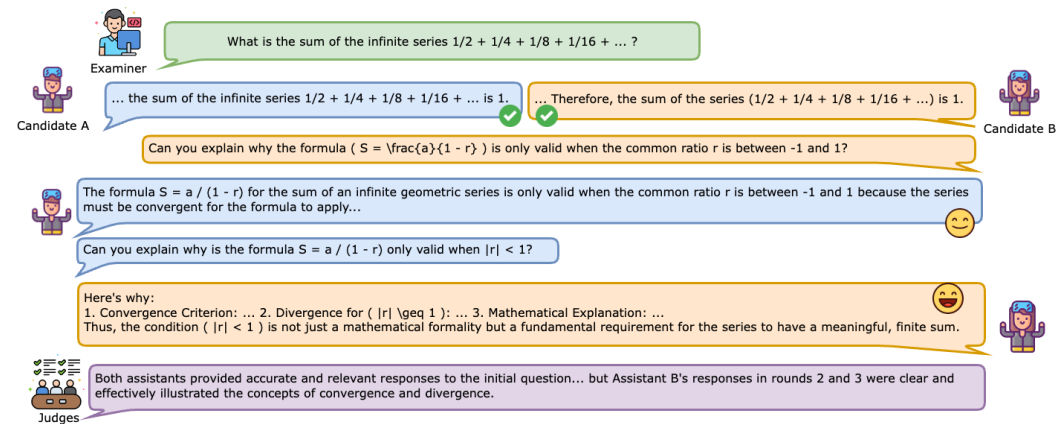 What is the sum of the infinite series 1/2 + 1/4 + 1/8 + 1/16 + ... ?
Examiner
... the sum of the infinite series 1/2 + 1/4 + 1/8 + 1/16 + ... is 1.
... Therefore, the sum of the series (1/2 + 1/4 + 1/8 + 1/16 + ...) is 1.
Candidate A
Candidate B
Can you explain why the formula ( S = \frac{a}{1 - r} ) is only valid when the common ratio r is between -1 and 1?
The formula S = a / (1 - r) for the sum of an infinite geometric series is only valid when the common ratio r is between -1 and 1 because the series
must be convergent for the formula to apply...
Can you explain why is the formula S = a / (1 - r) only valid when |r| < 1?
Here's why:
1. Convergence Criterion: ... 2. Divergence for ( |r| \geq 1 ): ... 3. Mathematical Explanation: ...
Thus, the condition ( |r| < 1 ) is not just a mathematical formality but a fundamental requirement for the series to have a meaningful, finite sum.
Both assistants provided accurate and relevant responses to the initial question... but Assistant B's responses in rounds 2 and 3 were clear and
effectively illustrated the concepts of convergence and divergence.
Judges